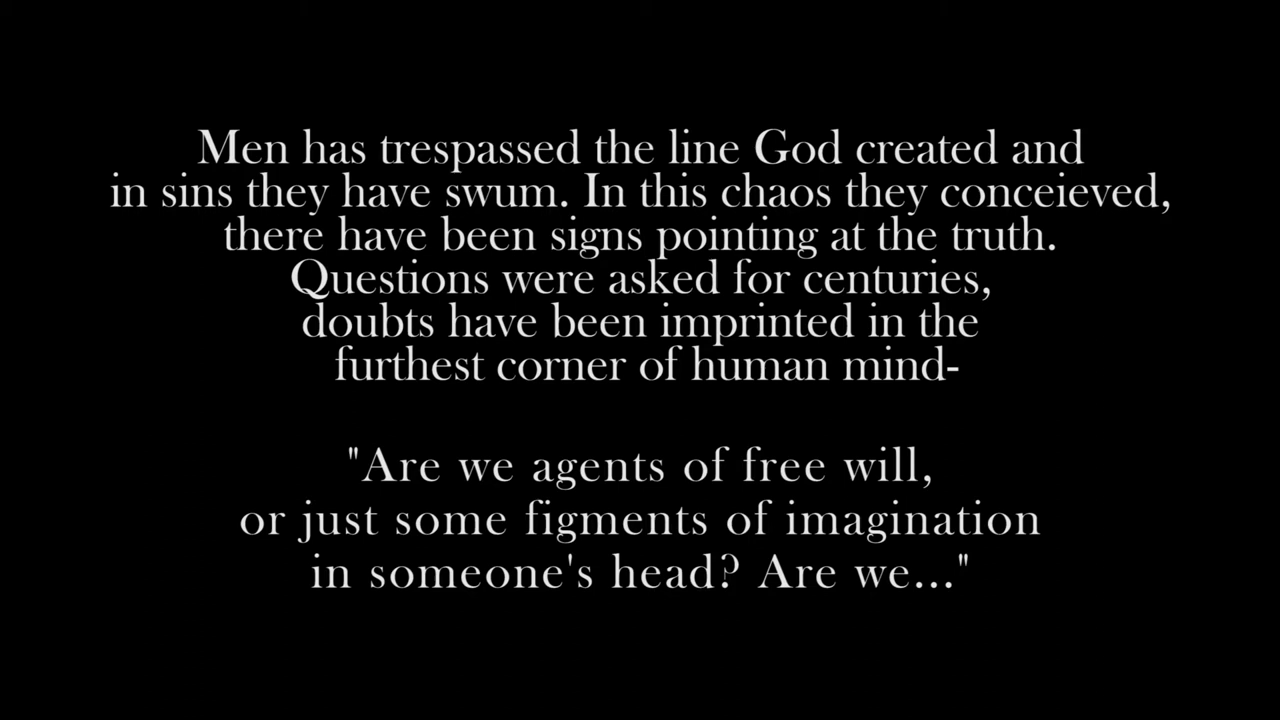 Men has trespassed the line God created and
in sins they have swum. In this chaos they conceieved,
there have been signs pointing at the truth.
Questions were asked for centuries,
doubts have been imprinted in the
furthest corner of human mind-
"Are we agents of free will,
or just some figments of imagination
in someone's head? Are we..."